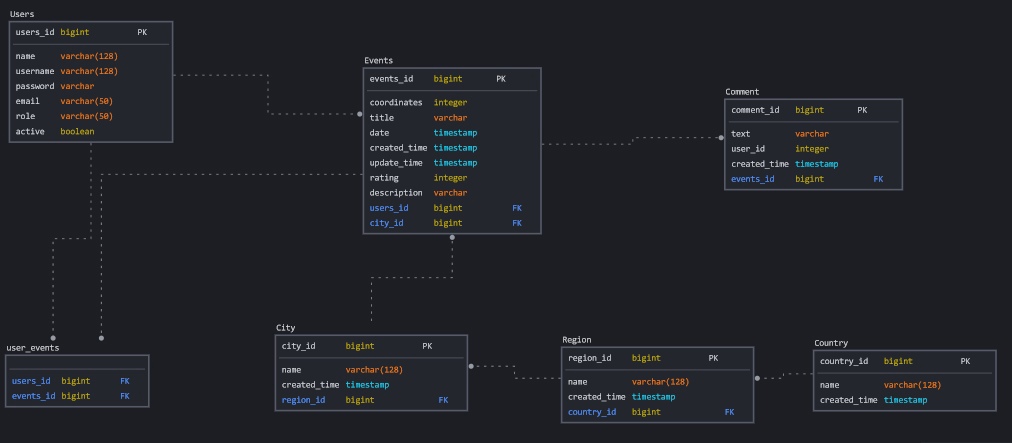 Users
users_id bigint PK
name varchar(128)
username varchar(128)
password varchar
email varchar(50)
role varchar(50)
active boolean
Events
events_id bigint PK
coordinates integer
title varchar
date timestamp
created_time timestamp
update_time timestamp
rating integer
description varchar
users_id bigint FK
city_id bigint FK
Comment
comment_id bigint PK
text varchar
user_id integer
created_time timestamp
events_id bigint FK
user_events
users_id bigint FK
events_id bigint FK
City
city_id bigint PK
name varchar(128)
created_time timestamp
region_id bigint FK
Region
region_id bigint PK
name varchar(128)
created_time timestamp
country_id bigint FK
Country
country_id bigint PK
name varchar(128)
created_time timestamp